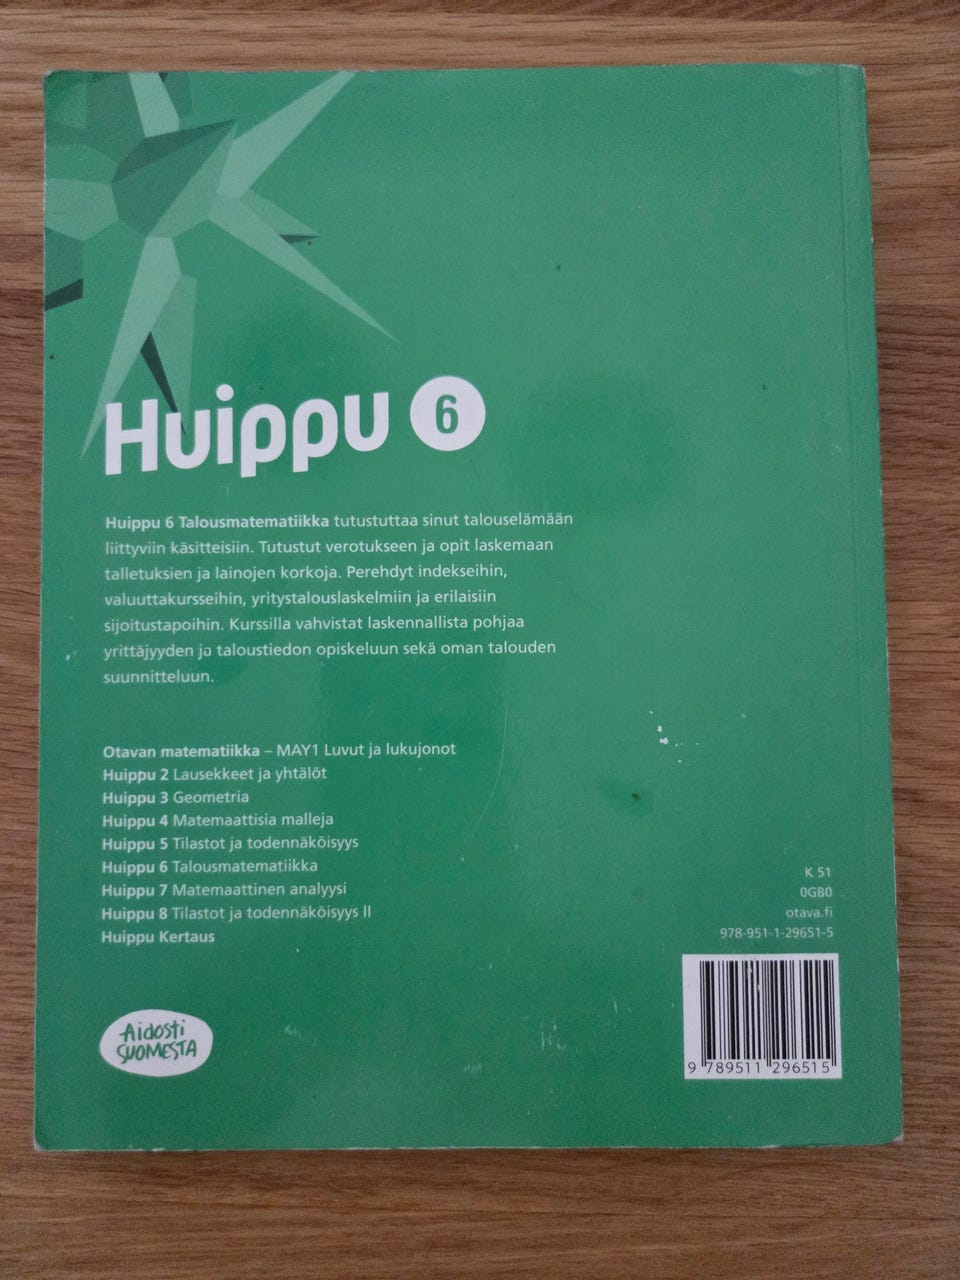 Huippu 6
Huippu 6 Talousmatematiikka tutustuttaa sinut talouselämään
liittyviin käsitteisiin. Tutustut verotukseen ja opit laskemaan
talletuksien ja lainojen korkoja. Perehdyt indekseihin,
valuuttakursseihin, yritystalouslaskelmiin ja erilaisiin
sijoitustapoihin. Kurssilla vahvistat laskennallista pohjaa
yrittäjyyden ja taloustiedon opiskeluun sekä oman talouden
suunnitteluun.
Otavan matematiikka – MAY1 Luvut ja lukujonot
Huippu 2 Lausekkeet ja yhtälöt
Huippu 3 Geometria
Huippu 4 Matemaattisia malleja
Huippu 5 Tilastot ja todennäköisyys
Huippu 6 Talousmatematiikka
Huippu 7 Matemaattinen analyysi
Huippu 8 Tilastot ja todennäköisyys II
Huippu Kertaus
K 51
0GB0
otava.fi
978-951-1-29651-5
9 789511 296515
Aidosti
SUOMESTA